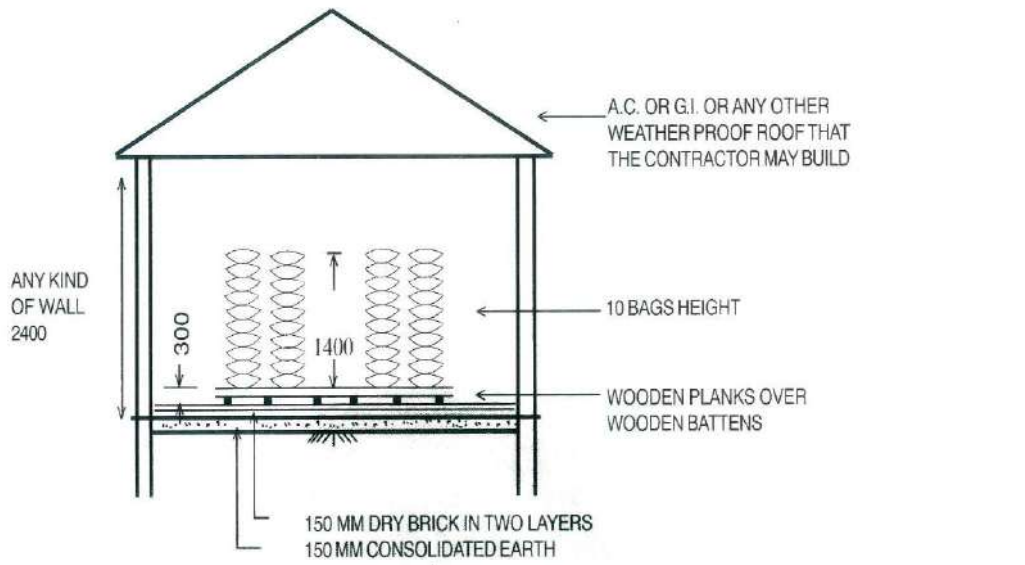 A.C. OR G.I. OR ANY OTHER
WEATHER PROOF ROOF THAT
THE CONTRACTOR MAY BUILD
ANY KIND
OF WALL
2400
10 BAGS HEIGHT
300
1400
WOODEN PLANKS OVER
WOODEN BATTENS
150 MM DRY BRICK IN TWO LAYERS
150 MM CONSOLIDATED EARTH